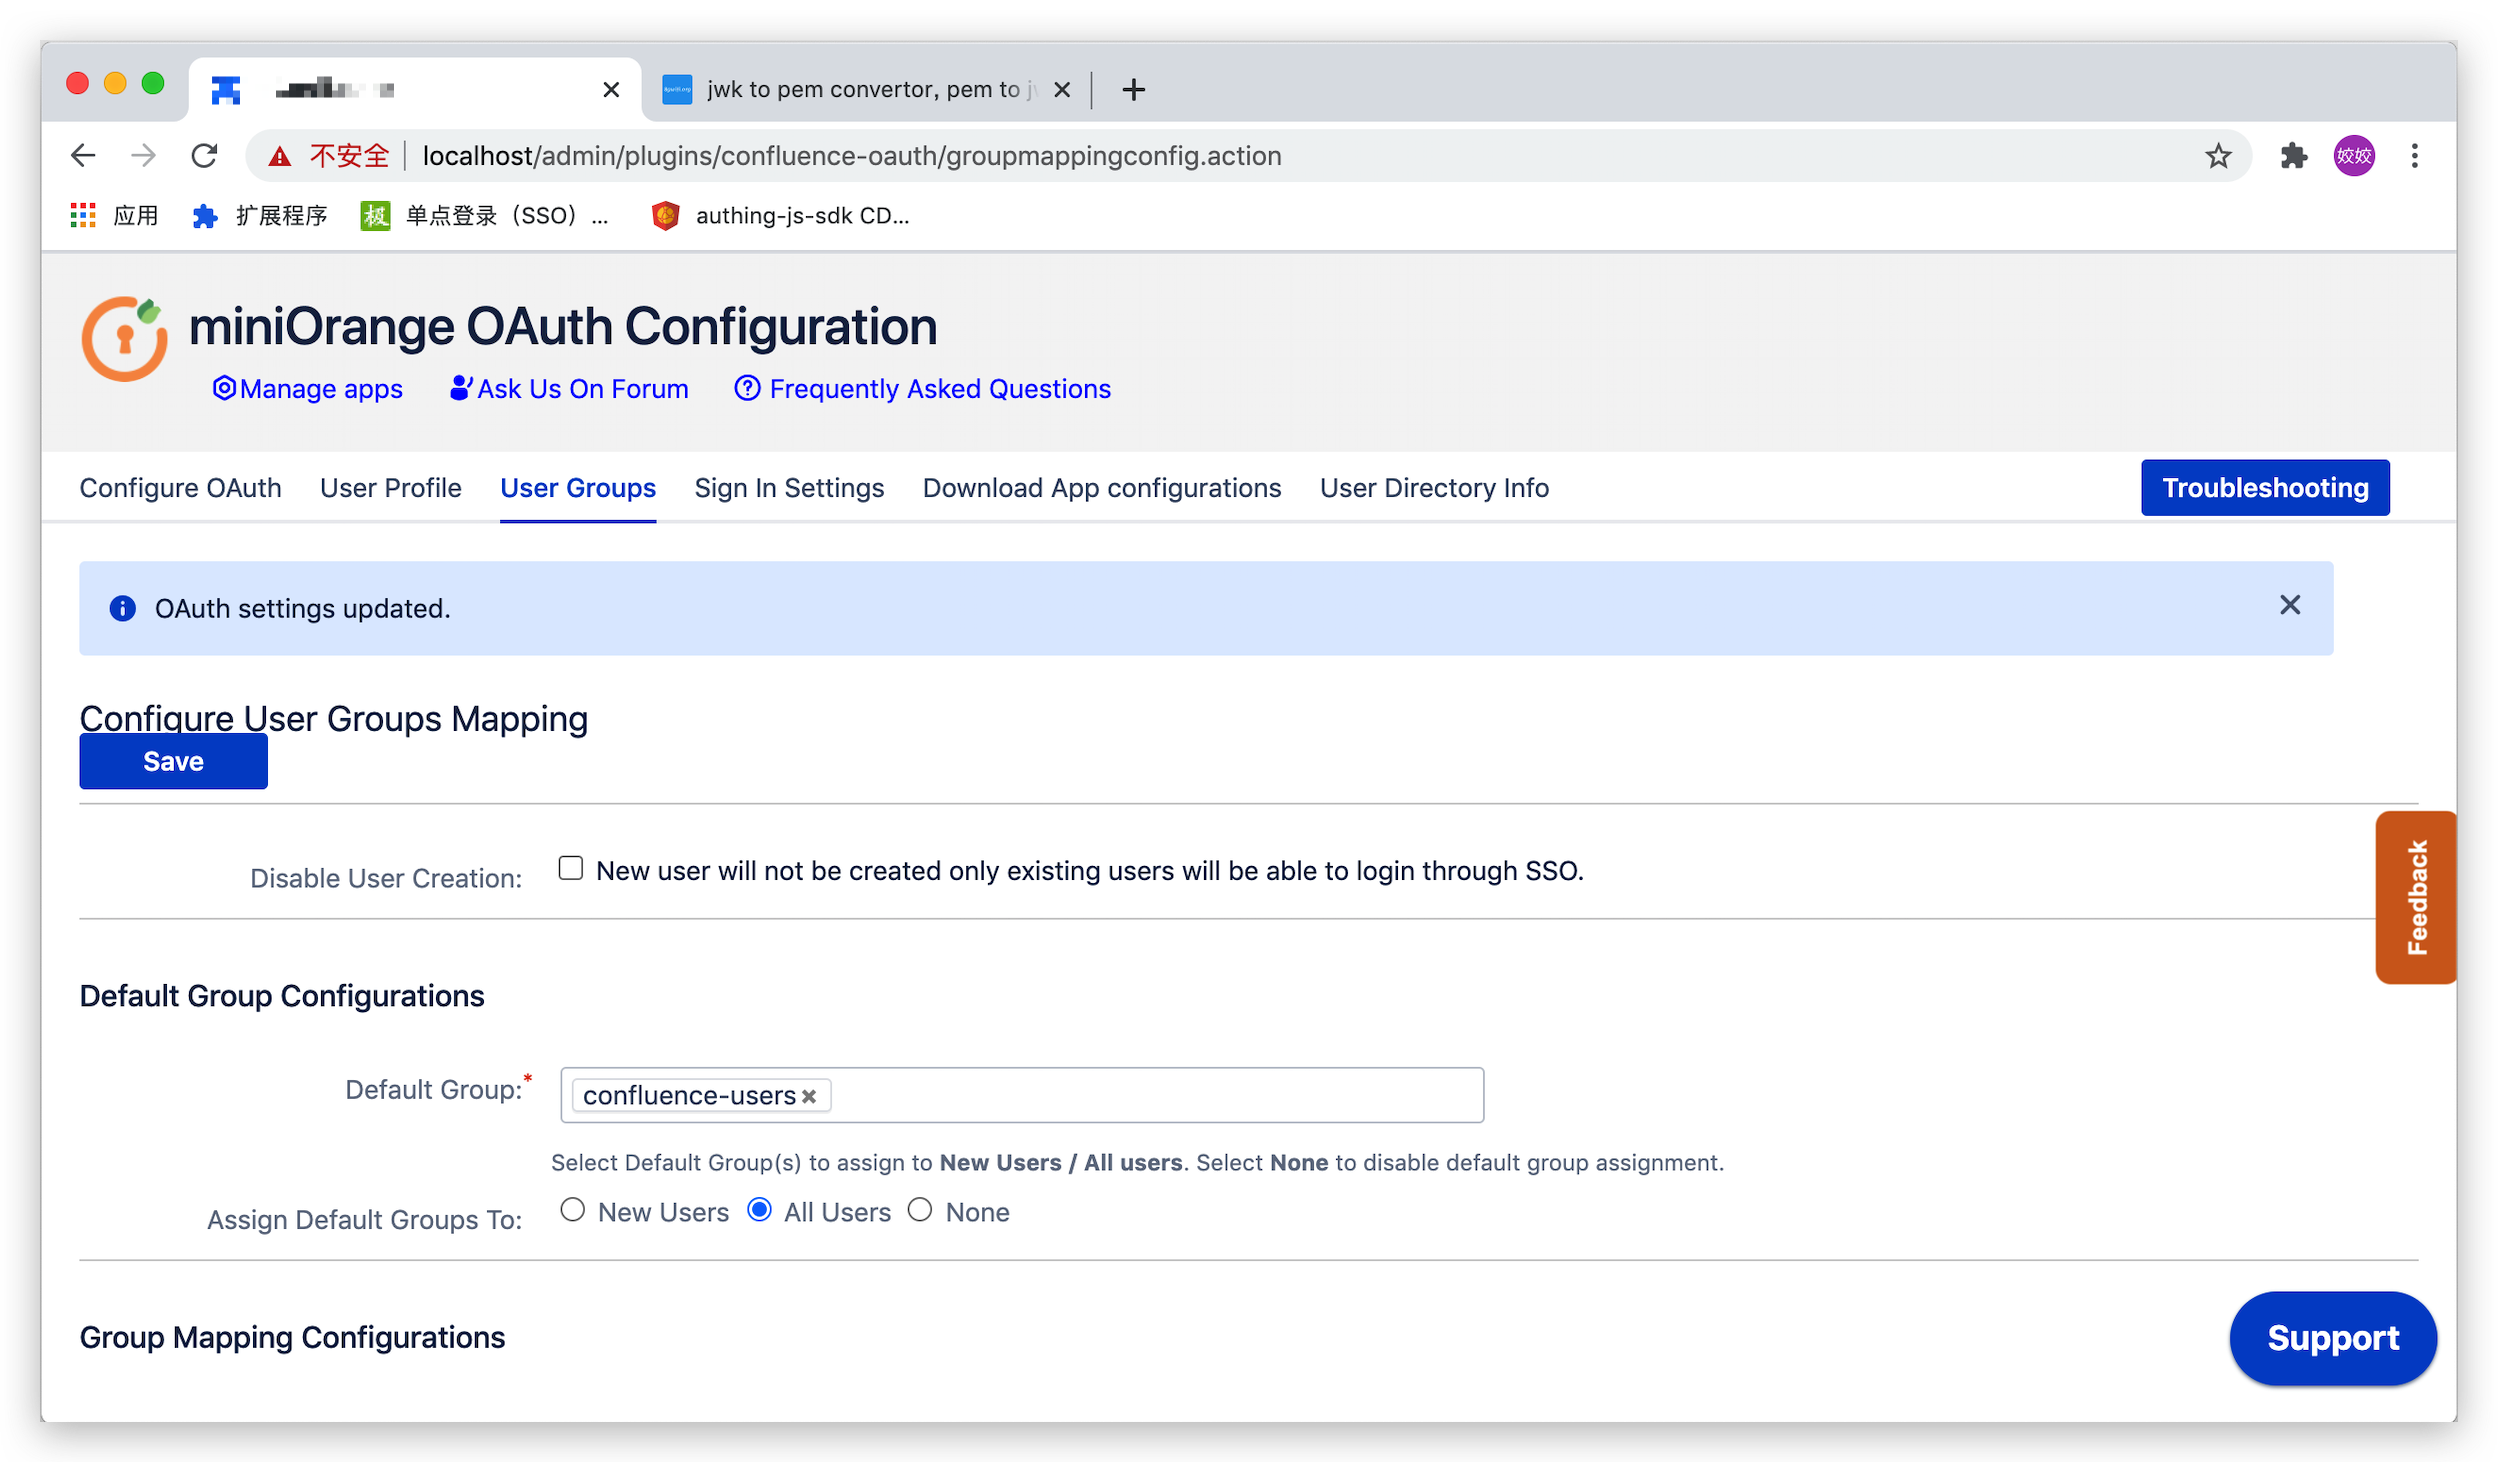 jwk to pem convertor, pem to
不安全 localhost/admin/plugins/confluence-oauth/groupmappingconfig.action 姣姣
应用 扩展程序 极 单点登录（SSO） ... authing-js-sdk CD...
miniOrange OAuth Configuration
Manage apps Ask Us On Forum Frequently Asked Questions
Configure OAuth User Profile User Groups Sign In Settings Download App configurations User Directory Info Troubleshooting
OAuth settings updated.
Configure User Groups Mapping
Save
Disable User Creation: New user will not be created only existing users will be able to login through SSO.
Feedback
Default Group Configurations
Default Group:* confluence-users
Select Default Group(s) to assign to New Users / All users. Select None to disable default group assignment.
Assign Default Groups To: New Users All Users None
Group Mapping Configurations
Support